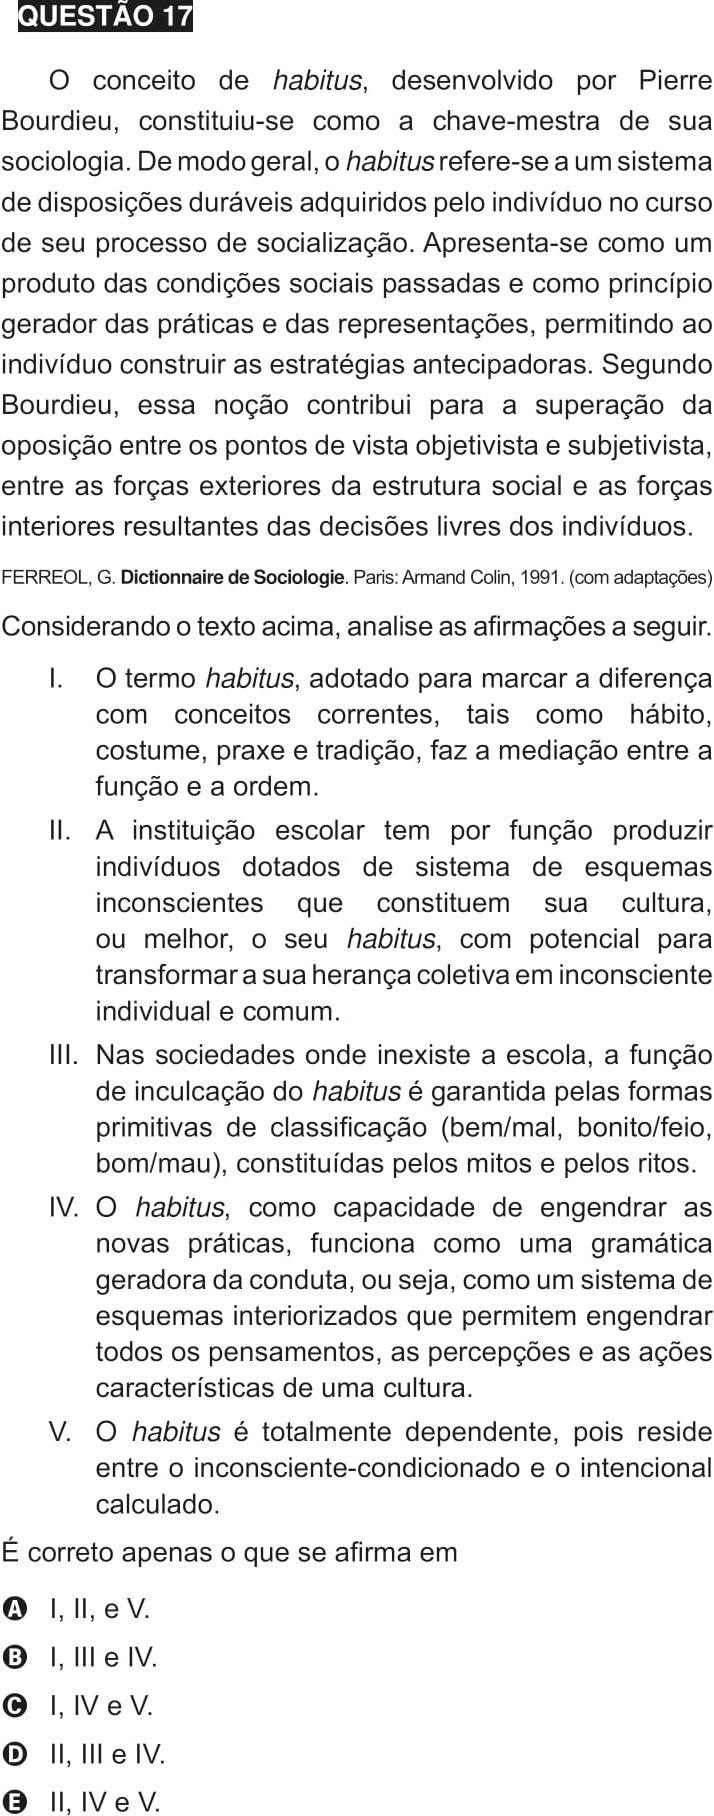 QUESTÃO 17
O conceito de habitus, desenvolvido por Pierre
Bourdieu, constituiu-se como a chave-mestra de sua
sociologia. De modo geral, o habitus refere-se a um sistema
de disposições duráveis adquiridos pelo indivíduo no curso
de seu processo de socialização. Apresenta-se como um
produto das condições sociais passadas e como princípio
gerador das práticas e das representações, permitindo ao
indivíduo construir as estratégias antecipadoras. Segundo
Bourdieu, essa noção contribui para a superação da
oposição entre os pontos de vista objetivista e subjetivista,
entre as forças exteriores da estrutura social e as forças
interiores resultantes das decisões livres dos indivíduos.
FERREOL, G. Dictionnaire de Sociologie. Paris: Armand Colin, 1991. (com adaptações)
Considerando o texto acima, analise as afirmações a seguir.
I. O termo habitus, adotado para marcar a diferença
com conceitos correntes, tais como hábito,
costume, praxe e tradição, faz a mediação entre a
função e a ordem.
II. A instituição escolar tem por função produzir
indivíduos dotados de sistema de esquemas
inconscientes que constituem sua cultura,
ou melhor, o seu habitus, com potencial para
transformar a sua herança coletiva em inconsciente
individual e comum.
III. Nas sociedades onde inexiste a escola, a função
de inculcação do habitus é garantida pelas formas
primitivas de classificação (bem/mal, bonito/feio,
bom/mau), constituídas pelos mitos e pelos ritos.
IV. O habitus, como capacidade de engendrar as
novas práticas, funciona como uma gramática
geradora da conduta, ou seja, como um sistema de
esquemas interiorizados que permitem engendrar
todos os pensamentos, as percepções e as ações
características de uma cultura.
V. O habitus é totalmente dependente, pois reside
entre o inconsciente-condicionado e o intencional
calculado.
É correto apenas o que se afirma em
A I, II, e V.
B I, III e IV.
C I, IV e V.
D II, III e IV.
E II, IV e V.